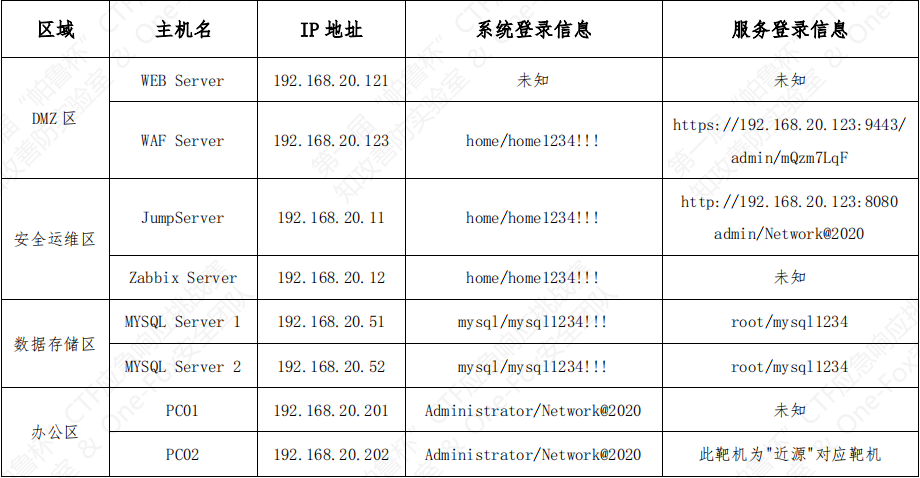 区域 主机名 IP 地址 系统登录信息 服务登录信息
DMZ 区
WEB Server 192.168.20.121 未知 未知
WAF Server 192.168.20.123 home/home1234!!! https://192.168.20.123:9443/
admin/mQzm7LqF
安全运维区
JumpServer 192.168.20.11 home/home1234!!! http://192.168.20.123:8080
admin/Network@2020
Zabbix Server 192.168.20.12 home/home1234!!! 未知
数据存储区
MYSQL Server 1 192.168.20.51 mysql/mysql1234!!! root/mysql1234
MYSQL Server 2 192.168.20.52 mysql/mysql1234!!! root/mysql1234
办公区
PC01 192.168.20.201 Administrator/Network@2020 未知
PC02 192.168.20.202 Administrator/Network@2020 此靶机为"近源"对应靶机